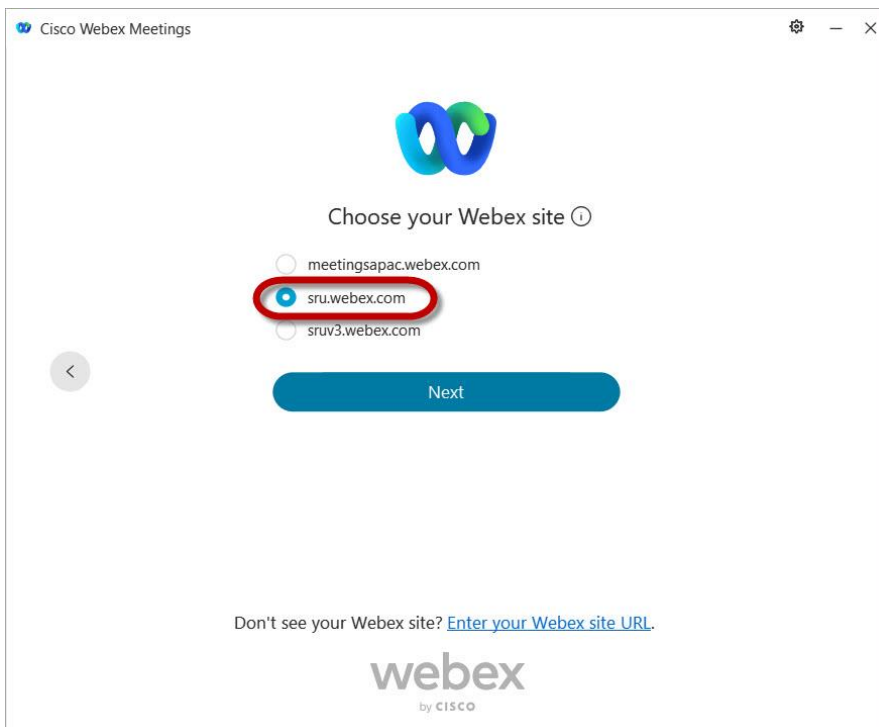 Cisco Webex Meetings
Choose your Webex site
meetingsapac.webex.com
sru.webex.com
sruv3.webex.com
Next
Don't see your Webex site? Enter your Webex site URL.
webex
by CISCO